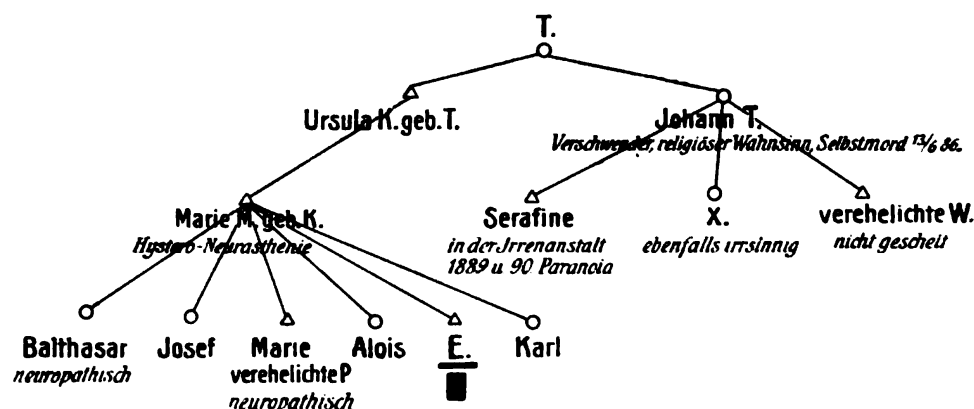 T.
Ursula K. geb. T.
Johann T.
Verschwender, religiöser Wahnsinn, Selbstmord 13/6 86.
Marie M. geb. K.
Hystero-Neurasthenie
Serafine
in der Irrenanstalt
1889 u. 90 Paranoia
X.
ebenfalls irrsinnig
verehelichte W.
nicht gescheit
Balthasar
neuropathisch
Josef
Marie
verehelichte P
neuropathisch
Alois
E.
Karl